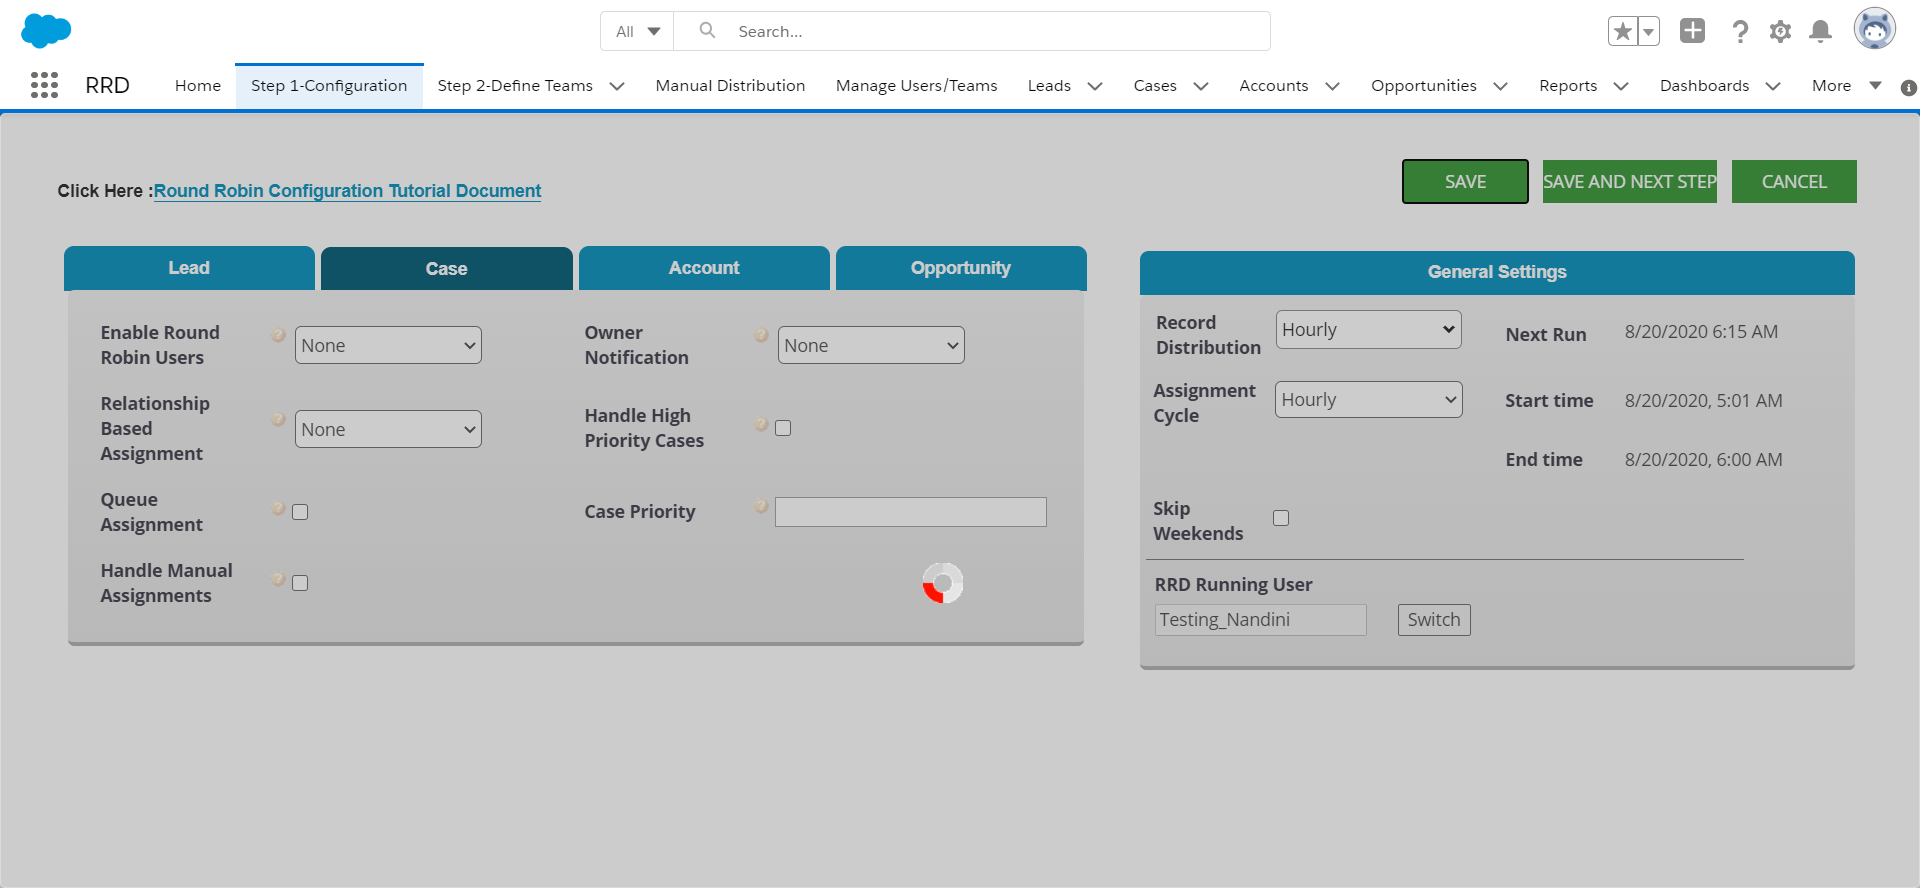 All
Search...
RRD
Home
Step 1-Configuration
Step 2-Define Teams
Manual Distribution
Manage Users/Teams
Leads
Cases
Accounts
Opportunities
Reports
Dashboards
More
Click Here :Round Robin Configuration Tutorial Document
SAVE
SAVE AND NEXT STEP
CANCEL
Lead
Case
Account
Opportunity
Enable Round
Robin Users
None
Owner
Notification
None
Relationship
Based
Assignment
None
Handle High
Priority Cases
Queue
Assignment
Case Priority
Handle Manual
Assignments
General Settings
Record
Distribution
Hourly
Next Run
8/20/2020 6:15 AM
Assignment
Cycle
Hourly
Start time
8/20/2020, 5:01 AM
End time
8/20/2020, 6:00 AM
Skip
Weekends
RRD Running User
Testing_Nandini
Switch